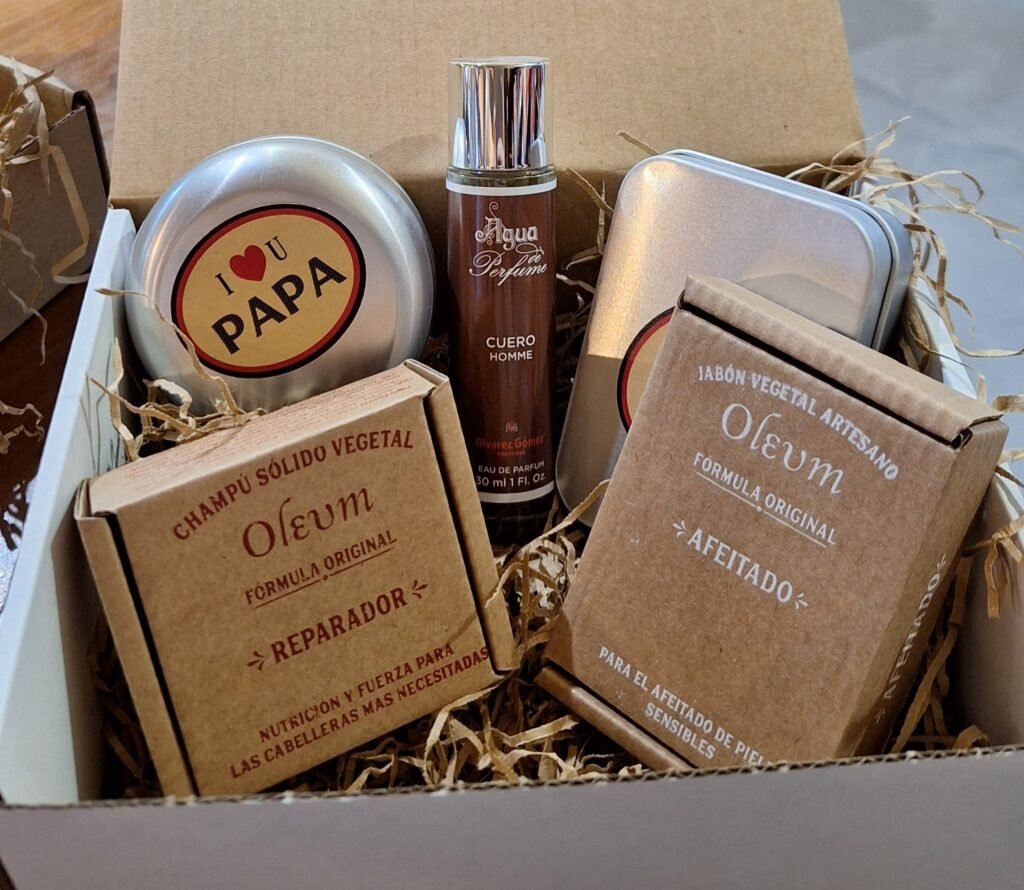 I ♥ U
PAPA
Agua
de
Perfume
CUERO
HOMME
Alvarez Gómez
PERFUMES
EAU DE PARFUM
30 ml 1 Fl. Oz.
CHAMPÚ SÓLIDO VEGETAL
Oleum
FÓRMULA ORIGINAL
REPARADOR
NUTRICIÓN Y FUERZA PARA
LAS CABELLERAS MAS NECESITADAS
JABÓN VEGETAL ARTESANO
Oleum
FÓRMULA ORIGINAL
AFEITADO
PARA EL AFEITADO DE PIEL
SENSIBLES